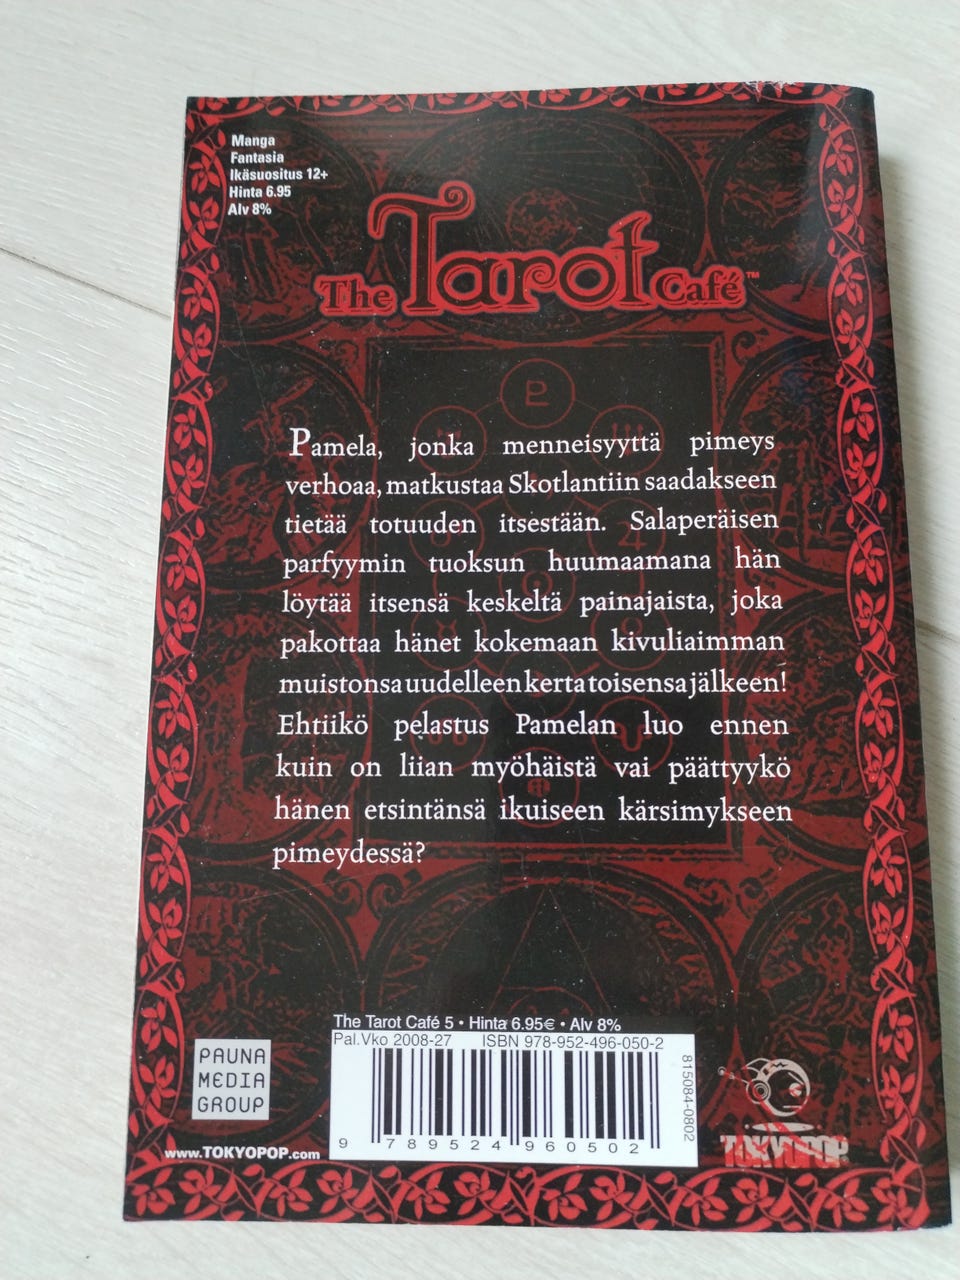 Manga
Fantasia
Ikäsuositus 12+
Hinta 6.95
Alv 8%
The Tarot Café™
Pamela, jonka menneisyyttä pimeys
verhoaa, matkustaa Skotlantiin saadakseen
tietää totuuden itsestään. Salaperäisen
parfyymin tuoksun huumaamana hän
löytää itsensä keskeltä painajaista, joka
pakottaa hänet kokemaan kivuliaimman
muistonsa uudelleen kerta toisensa jälkeen!
Ehtiikö pelastus Pamelan luo ennen
kuin on liian myöhäistä vai päättyykö
hänen etsintänsä ikuiseen kärsimykseen
pimeydessä?
The Tarot Café 5 • Hinta 6.95€ • Alv 8%
Pal.Vko 2008-27 ISBN 978-952-496-050-2
815084-0802
9 789524 960502
PAUNA
MEDIA
GROUP
www.TOKYOPOP.com
TOKYOPOP